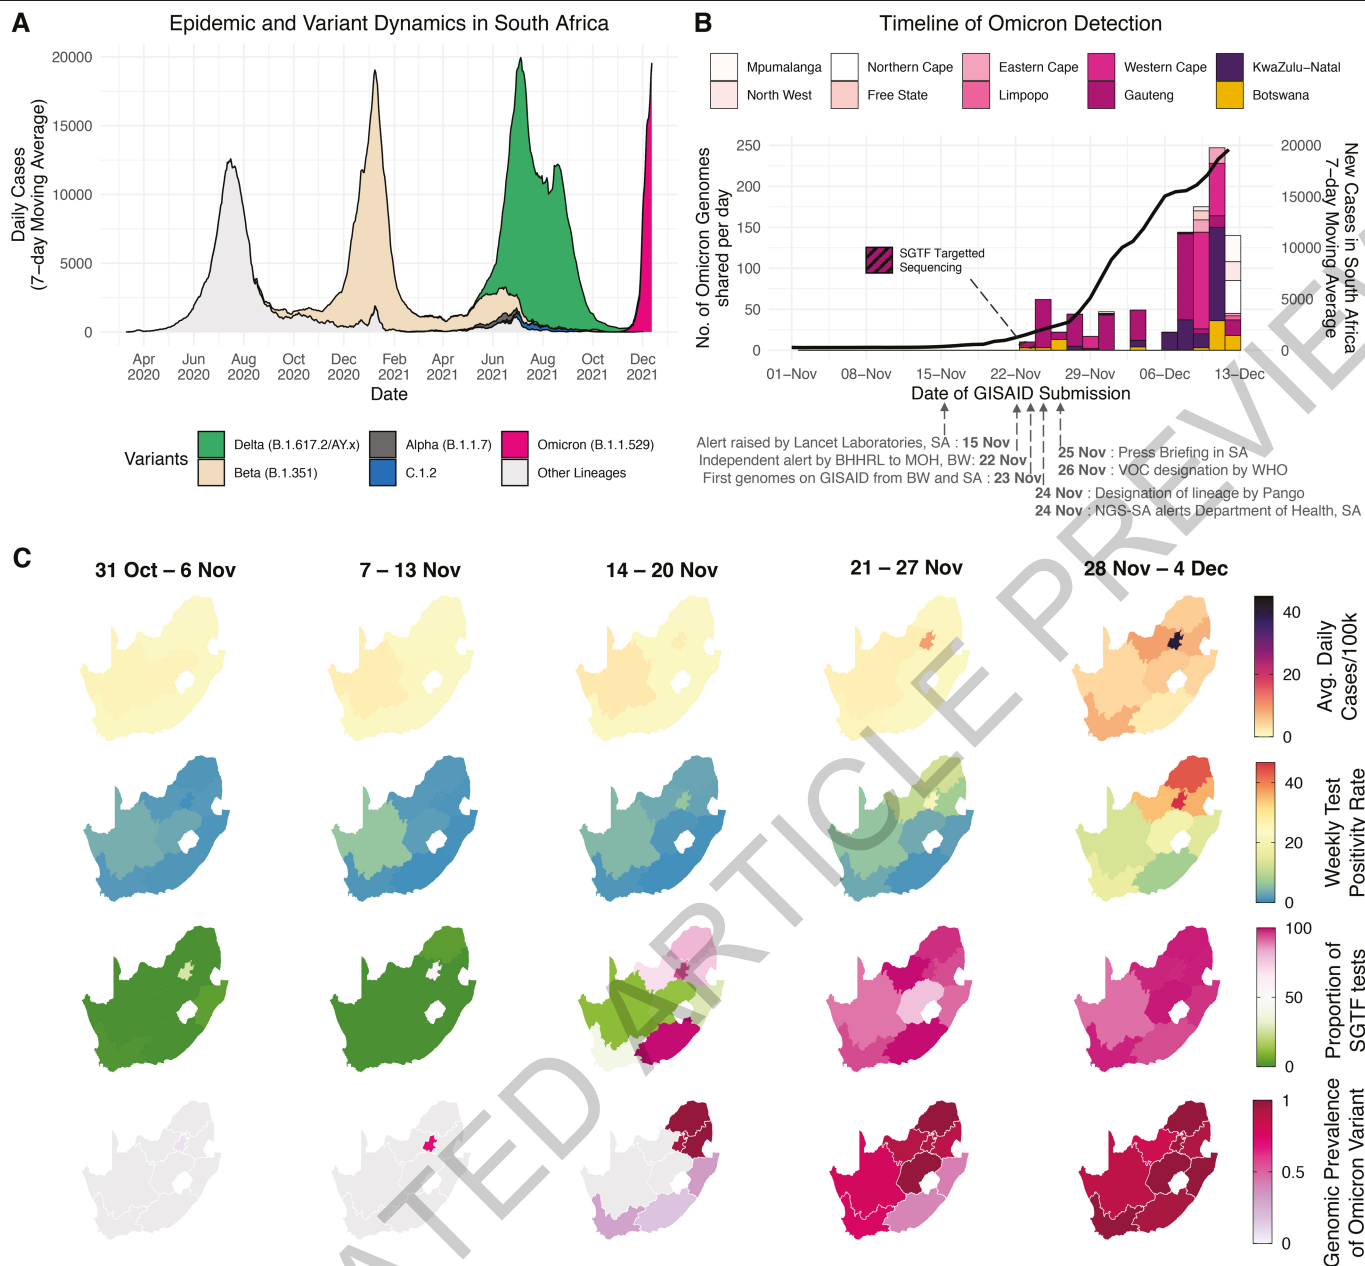 A
Epidemic and Variant Dynamics in South Africa
Daily Cases
(7−day Moving Average)
20000
15000
10000
5000
0
Apr 2020
Jun 2020
Aug 2020
Oct 2020
Dec 2020
Feb 2021
Apr 2021
Jun 2021
Aug 2021
Oct 2021
Dec 2021
Date
Variants
Delta (B.1.617.2/AY.x)
Alpha (B.1.1.7)
Omicron (B.1.1.529)
Beta (B.1.351)
C.1.2
Other Lineages
B
Timeline of Omicron Detection
Mpumalanga
Northern Cape
Eastern Cape
Western Cape
KwaZulu−Natal
North West
Free State
Limpopo
Gauteng
Botswana
No. of Omicron Genomes
shared per day
250
200
150
100
50
0
SGTF Targetted
Sequencing
20000
15000
10000
5000
0
New Cases in South Africa
7−day Moving Average
01−Nov
08−Nov
15−Nov
22−Nov
29−Nov
06−Dec
13−Dec
Date of GISAID Submission
Alert raised by Lancet Laboratories, SA : 15 Nov
Independent alert by BHHRL to MOH, BW: 22 Nov
First genomes on GISAID from BW and SA : 23 Nov
25 Nov : Press Briefing in SA
26 Nov : VOC designation by WHO
24 Nov : Designation of lineage by Pango
24 Nov : NGS-SA alerts Department of Health, SA
C
31 Oct – 6 Nov
7 – 13 Nov
14 – 20 Nov
21 – 27 Nov
28 Nov – 4 Dec
40
20
0
Avg. Daily
Cases/100k
40
20
0
Weekly Test
Positivity Rate
100
50
0
Proportion of
SGTF tests
1
0.5
0
Genomic Prevalence
of Omicron Variant
ATED ARTICLE PREVIEW